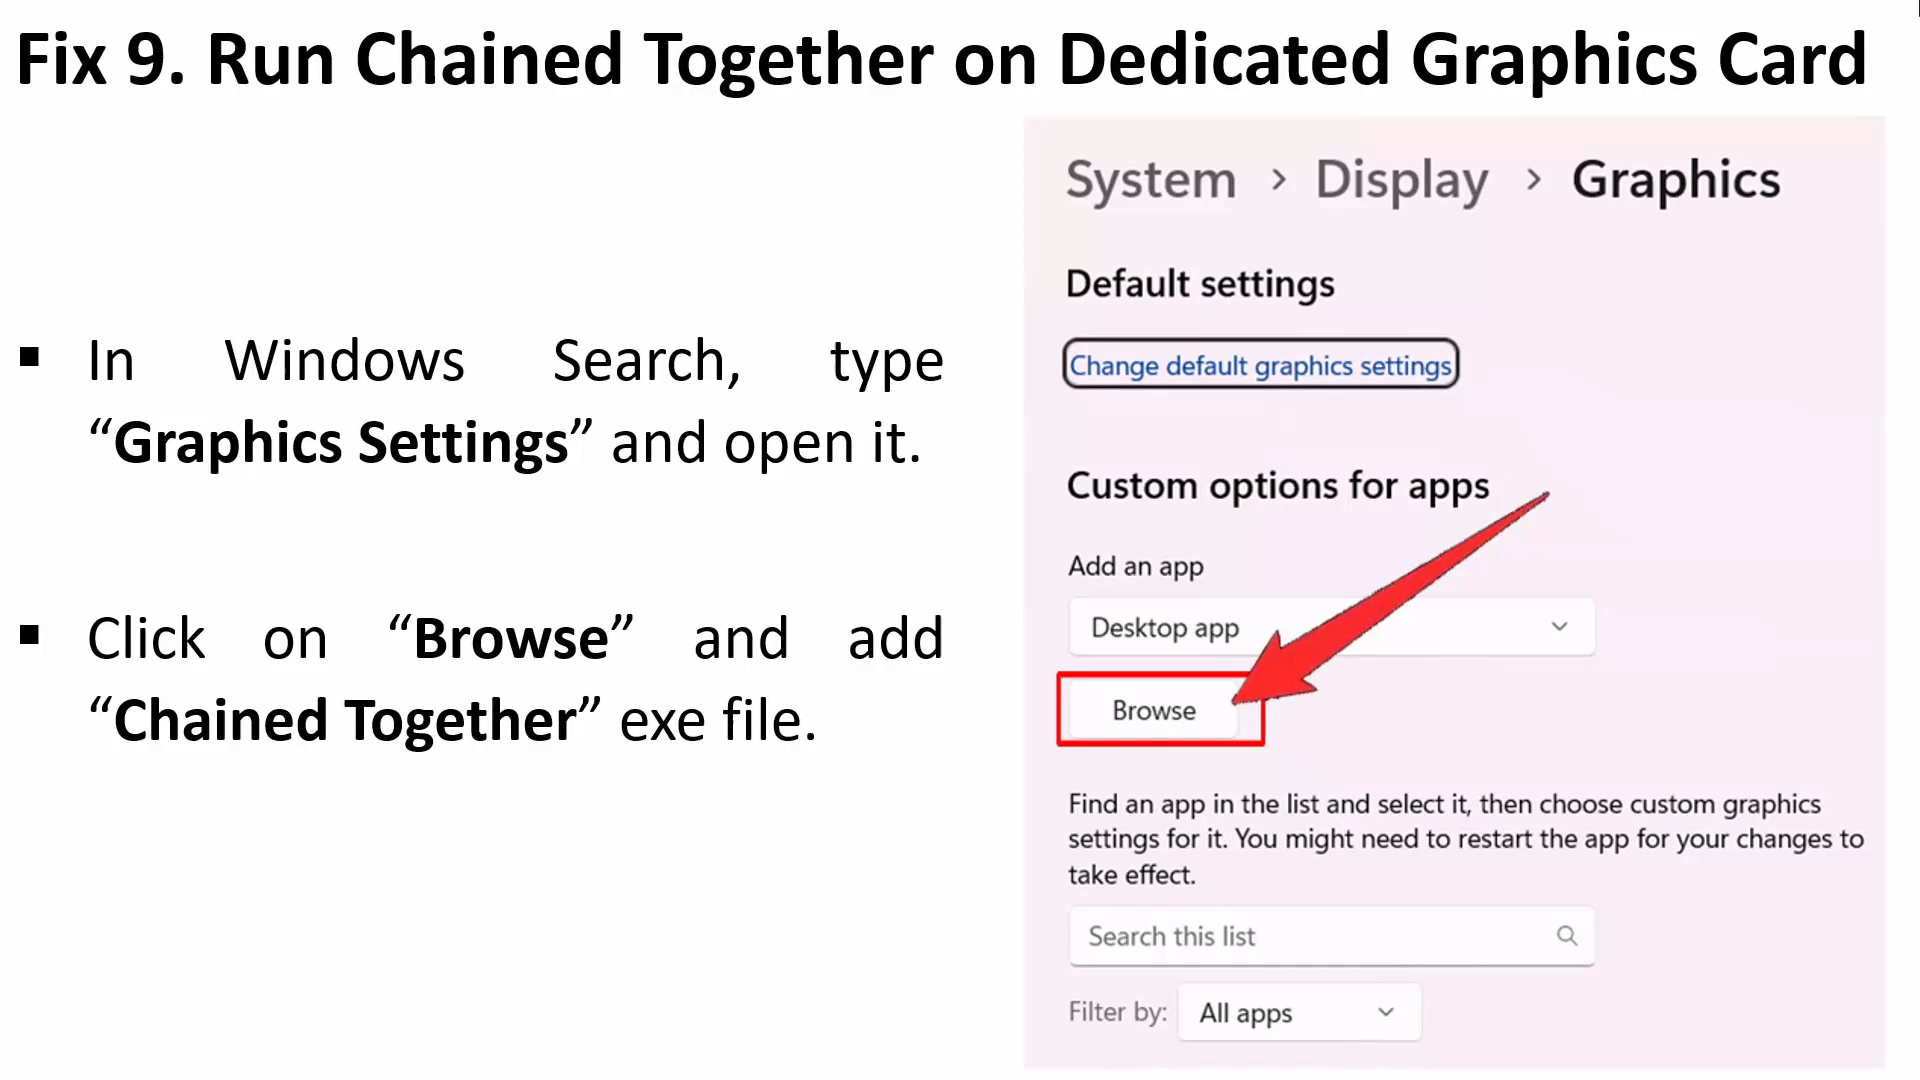 Fix 9. Run Chained Together on Dedicated Graphics Card
▪ In Windows Search, type
“Graphics Settings” and open it.
▪ Click on “Browse” and add
“Chained Together” exe file.
System > Display > Graphics
Default settings
Change default graphics settings
Custom options for apps
Add an app
Desktop app
Browse
Find an app in the list and select it, then choose custom graphics
settings for it. You might need to restart the app for your changes to
take effect.
Search this list
Filter by: All apps